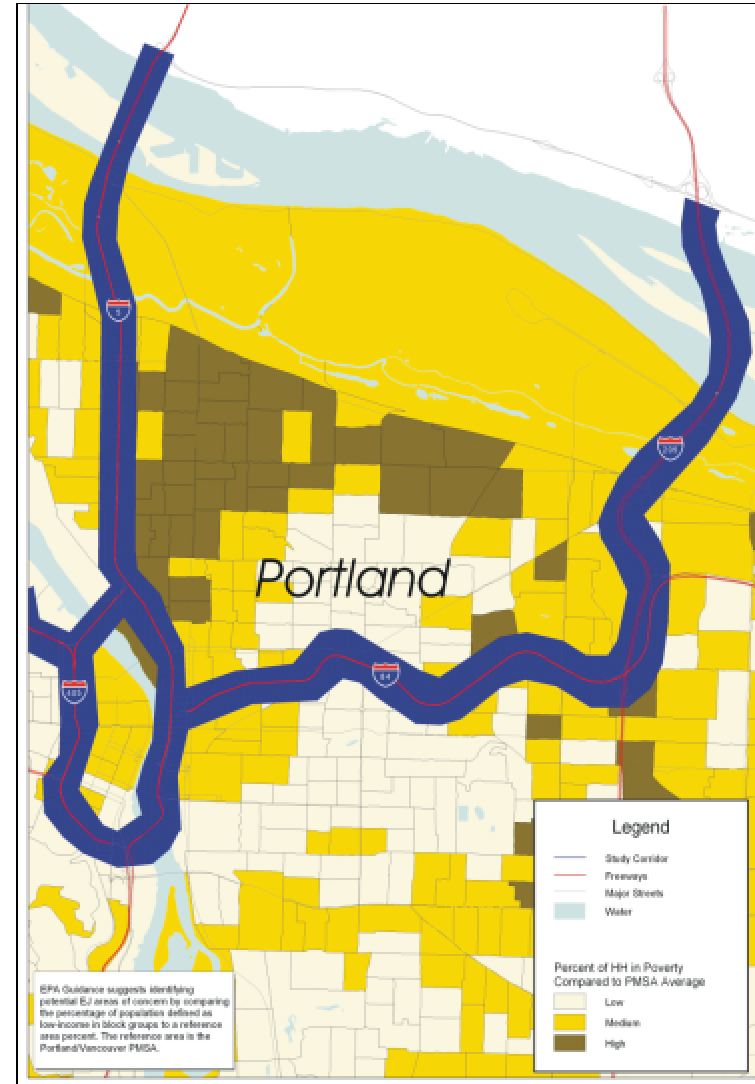 5
205
Portland
84
405
Legend
Study Corridor
Freeways
Major Streets
Water
Percent of HH in Poverty
Compared to PMSA Average
Low
Medium
High
EPA Guidance suggests identifying
potential EJ areas of concern by comparing
the percentage of population defined as
low-income in block groups to a reference
area percent. The reference area is the
Portland/Vancouver PMSA.